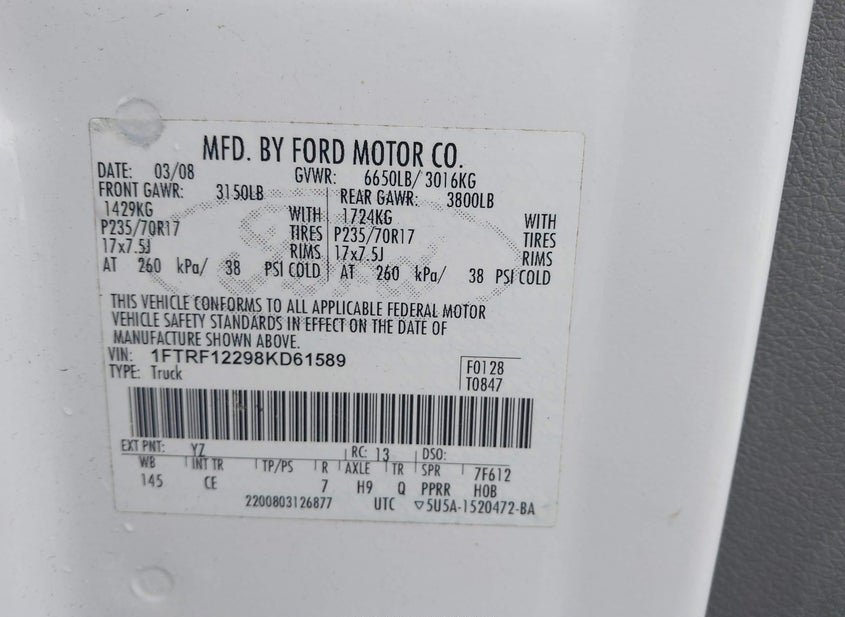 MFD. BY FORD MOTOR CO.
DATE: 03/08 GVWR: 6650LB/ 3016KG
FRONT GAWR: 3150LB REAR GAWR: 3800LB
1429KG WITH 1724KG WITH
P235/70R17 TIRES P235/70R17 TIRES
17x7.5J RIMS 17x7.5J RIMS
AT 260 kPa/ 38 PSI COLD AT 260 kPa/ 38 PSI COLD
THIS VEHICLE CONFORMS TO ALL APPLICABLE FEDERAL MOTOR
VEHICLE SAFETY STANDARDS IN EFFECT ON THE DATE OF
MANUFACTURE SHOWN ABOVE.
VIN: 1FTRF12298KD61589 F0128
TYPE: Truck T0847
EXT PNT: YZ RC: 13 DSO:
WB INT TR TP/PS R AXLE TR SPR 7F612
145 CE 7 H9 Q PPRR H0B
2200803126877 UTC ▽5U5A-1520472-BA